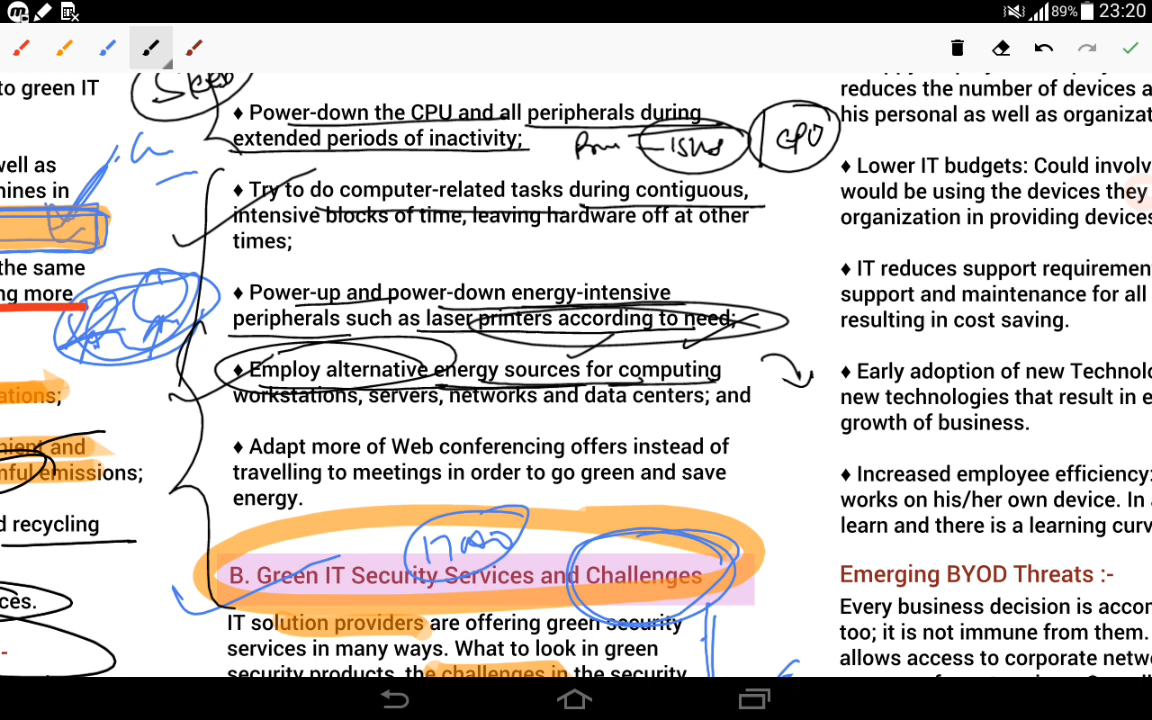 89% 23:20
to green IT
well as
nines in
the same
ng more
ations;
nient and
nful emissions;
d recycling
ces.
♦ Power-down the CPU and all peripherals during
extended periods of inactivity;
CPU
♦ Try to do computer-related tasks during contiguous,
intensive blocks of time, leaving hardware off at other
times;
♦ Power-up and power-down energy-intensive
peripherals such as laser printers according to need;
♦ Employ alternative energy sources for computing
workstations, servers, networks and data centers; and
♦ Adapt more of Web conferencing offers instead of
travelling to meetings in order to go green and save
energy.
B. Green IT Security Services and Challenges
IT solution providers are offering green security
services in many ways. What to look in green
security products, the challenges in the security
reduces the number of devices a
his personal as well as organizat
♦ Lower IT budgets: Could involv
would be using the devices they
organization in providing devices
♦ IT reduces support requiremen
support and maintenance for all
resulting in cost saving.
♦ Early adoption of new Technolo
new technologies that result in e
growth of business.
♦ Increased employee efficiency:
works on his/her own device. In
learn and there is a learning curv
Emerging BYOD Threats :-
Every business decision is accor
too; it is not immune from them.
allows access to corporate netw